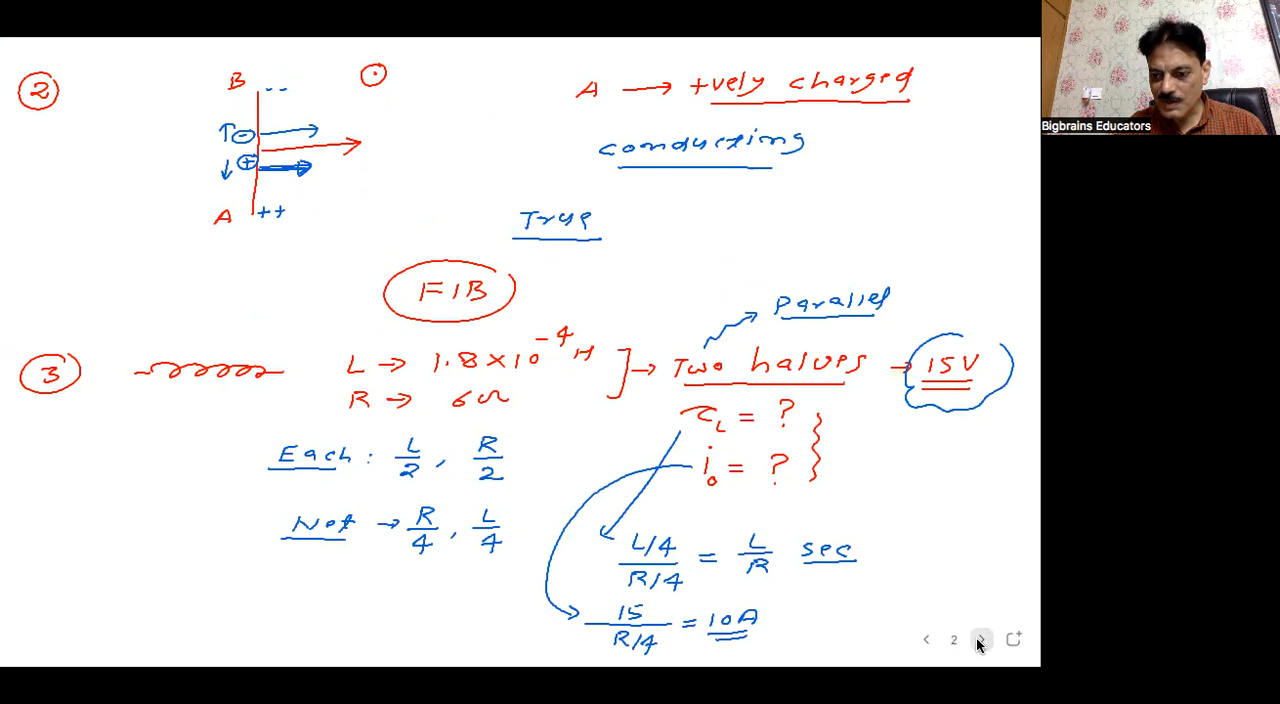 2
B - -
A → +vely charged
-
conducting
+
A ++
True
FIB
Parallel
3
L → 1.8 × 10⁻⁴ H ] → Two halves → 15V
R → 6Ω
τL = ?
i₀ = ?
Each : L/2 , R/2
Not → R/4 , L/4
L/4 / R/4 = L/R sec
15 / R/4 = 10A
Bigbrains Educators
2